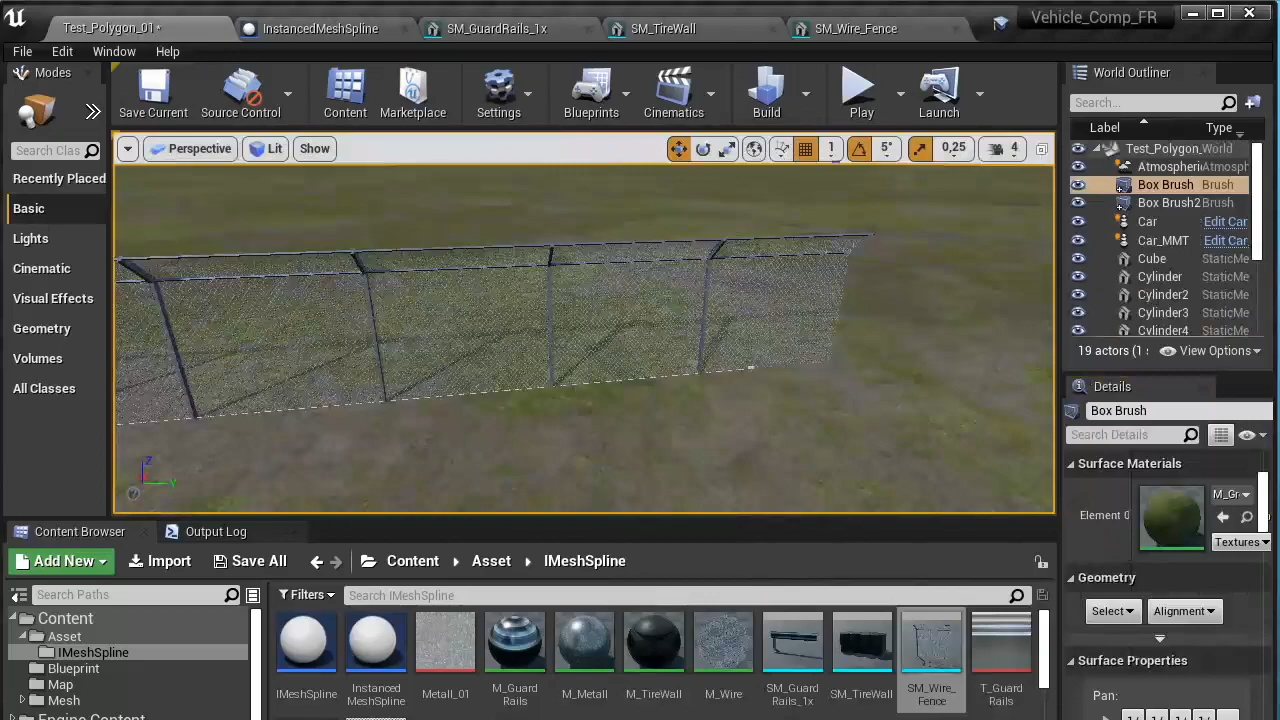 Test_Polygon_01*
InstancedMeshSpline
SM_GuardRails_1x
SM_TireWall
SM_Wire_Fence
Vehicle_Comp_FR
File Edit Window Help
Modes
Save Current
Source Control
Content
Marketplace
Settings
Blueprints
Cinematics
Build
Play
Launch
World Outliner
Search...
Label Type
Search Clas
Recently Placed
Basic
Lights
Cinematic
Visual Effects
Geometry
Volumes
All Classes
Perspective
Lit
Show
1
5°
0,25
4
Test_Polygon_ World
Atmospheri Atmosph
Box Brush Brush
Box Brush2 Brush
Car Edit Car
Car_MMT Edit Car
Cube StaticMe
Cylinder StaticMe
Cylinder2 StaticMe
Cylinder3 StaticMe
Cylinder4 StaticMe
19 actors (1 s
View Options
Details
Box Brush
Search Details
Surface Materials
Element 0
M_Gr
Textures
Geometry
Select
Alignment
Surface Properties
Pan:
Z
Y
Content Browser
Output Log
Add New
Import
Save All
Content
Asset
IMeshSpline
Search Paths
Filters
Search IMeshSpline
Content
Asset
IMeshSpline
Blueprint
Map
Mesh
Engine Content
IMeshSpline
Instanced
MeshSpline
Metall_01
M_Guard
Rails
M_Metall
M_TireWall
M_Wire
SM_Guard
Rails_1x
SM_TireWall
SM_Wire_
Fence
T_Guard
Rails